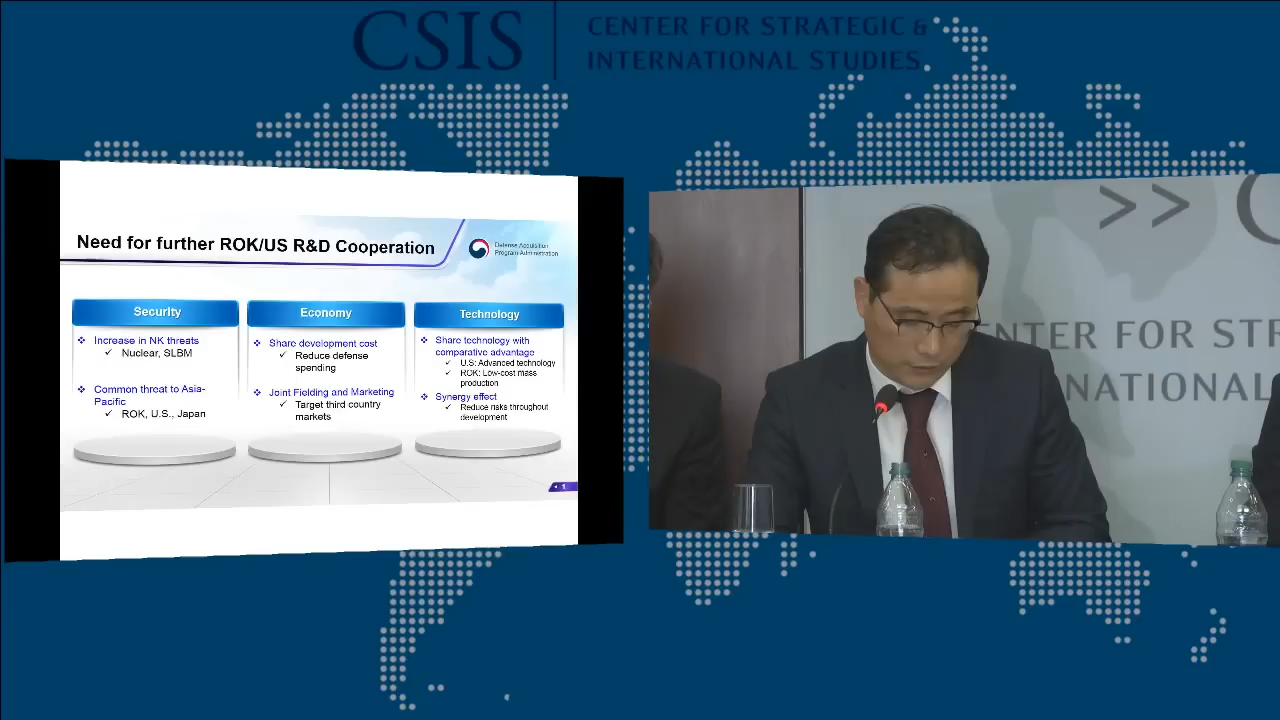 CSIS
CENTER FOR STRATEGIC &
INTERNATIONAL STUDIES
Need for further ROK/US R&D Cooperation
Defense Acquisition
Program Administration
Security
Increase in NK threats
✓ Nuclear, SLBM
Common threat to Asia-
Pacific
✓ ROK, U.S., Japan
Economy
Share development cost
✓ Reduce defense
spending
Joint Fielding and Marketing
✓ Target third country
markets
Technology
Share technology with
comparative advantage
✓ U.S: Advanced technology
✓ ROK: Low-cost mass
production
Synergy effect
✓ Reduce risks throughout
development
1
>> C
ENTER FOR STR
NATIONAL